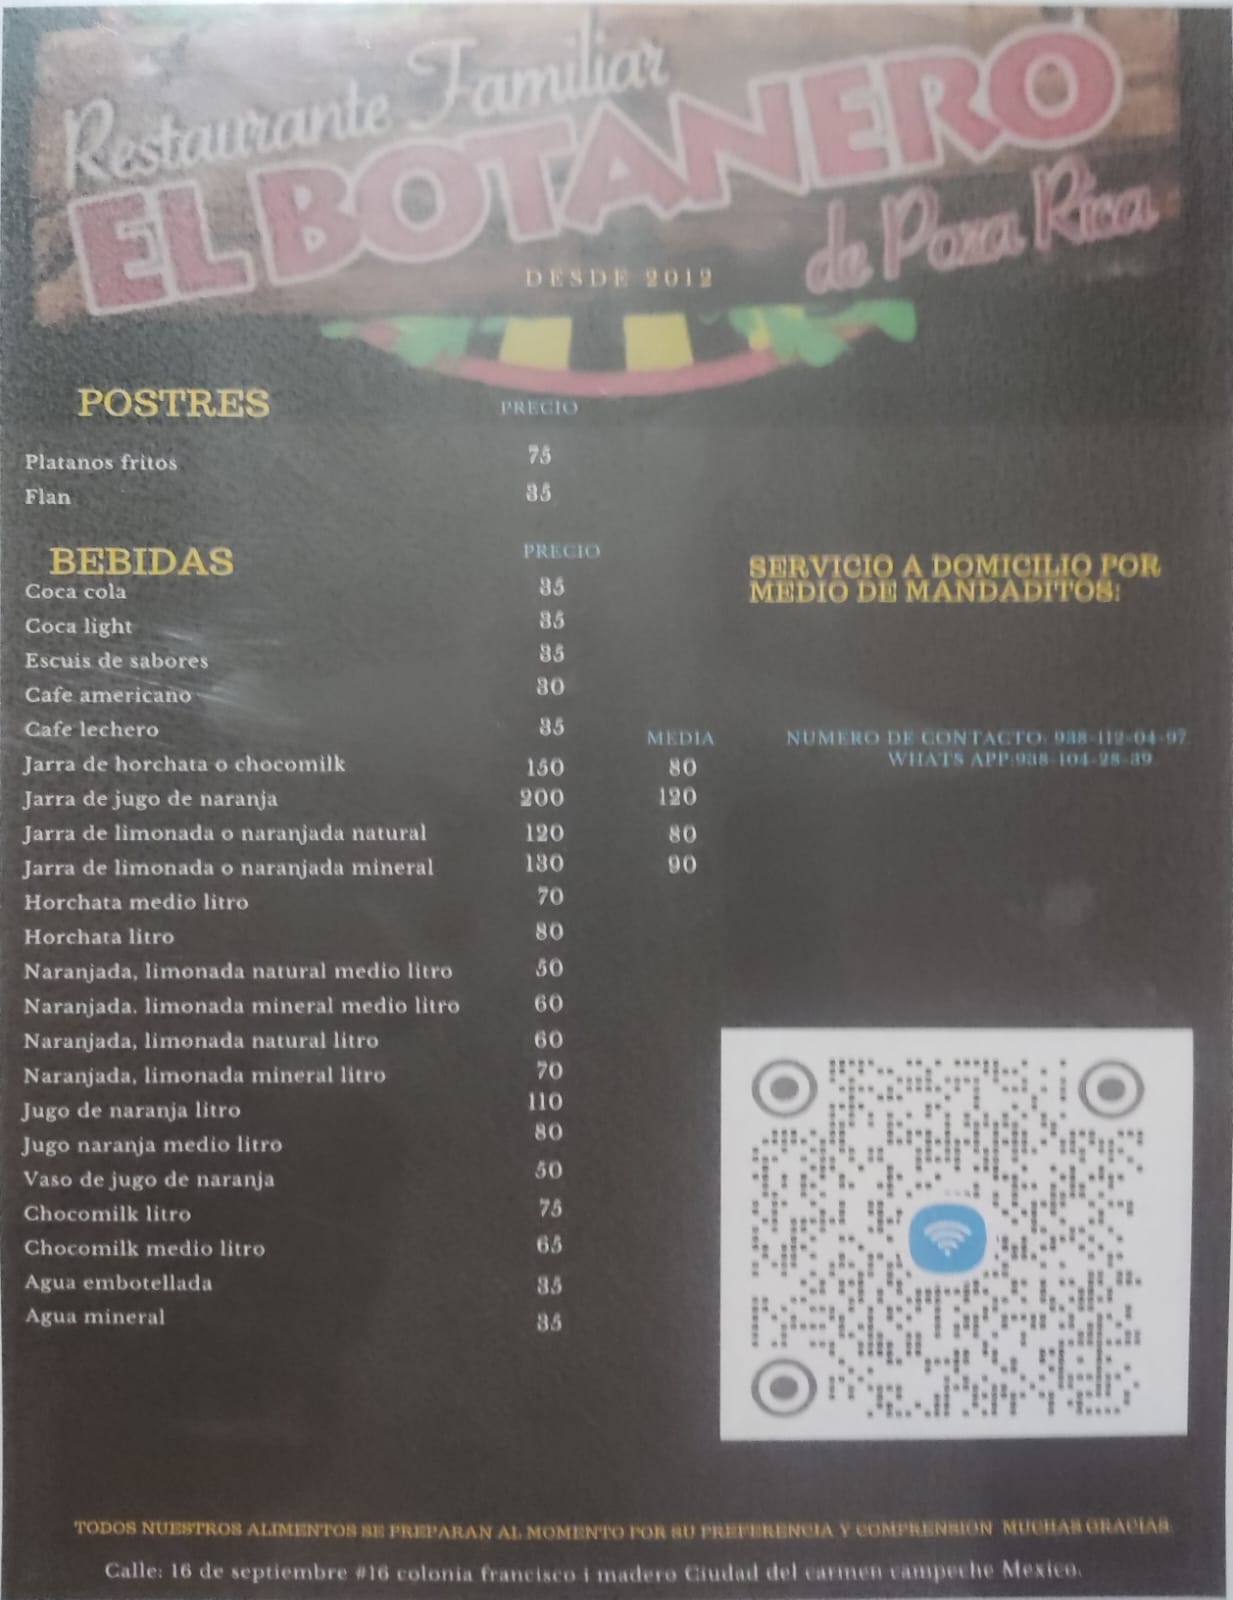 Restaurante Familiar
EL BOTANERO
de Poza Rica
DESDE 2012
POSTRES PRECIO
Platanos fritos 75
Flan 35
BEBIDAS PRECIO
Coca cola 35
Coca light 35
Escuis de sabores 35
Cafe americano 30
Cafe lechero 35 MEDIA
Jarra de horchata o chocomilk 150 80
Jarra de jugo de naranja 200 120
Jarra de limonada o naranjada natural 120 80
Jarra de limonada o naranjada mineral 130 90
Horchata medio litro 70
Horchata litro 80
Naranjada, limonada natural medio litro 50
Naranjada. limonada mineral medio litro 60
Naranjada, limonada natural litro 60
Naranjada, limonada mineral litro 70
Jugo de naranja litro 110
Jugo naranja medio litro 80
Vaso de jugo de naranja 50
Chocomilk litro 75
Chocomilk medio litro 65
Agua embotellada 35
Agua mineral 35
SERVICIO A DOMICILIO POR
MEDIO DE MANDADITOS:
NUMERO DE CONTACTO: 938-112-04-97
WHATS APP:938-104-28-39
TODOS NUESTROS ALIMENTOS SE PREPARAN AL MOMENTO POR SU PREFERENCIA Y COMPRENSION MUCHAS GRACIAS.
Calle: 16 de septiembre #16 colonia francisco i madero Ciudad del carmen campeche Mexico.